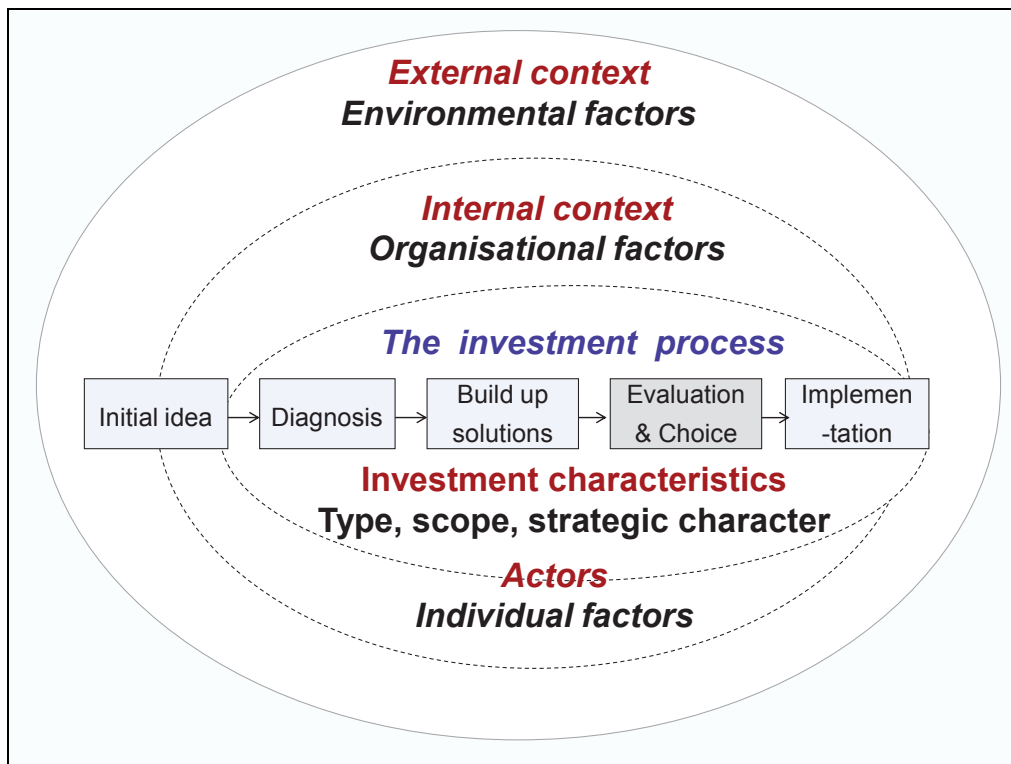 External context
Environmental factors
Internal context
Organisational factors
The investment process
Initial idea
Diagnosis
Build up
solutions
Evaluation
& Choice
Implemen
-tation
Investment characteristics
Type, scope, strategic character
Actors
Individual factors